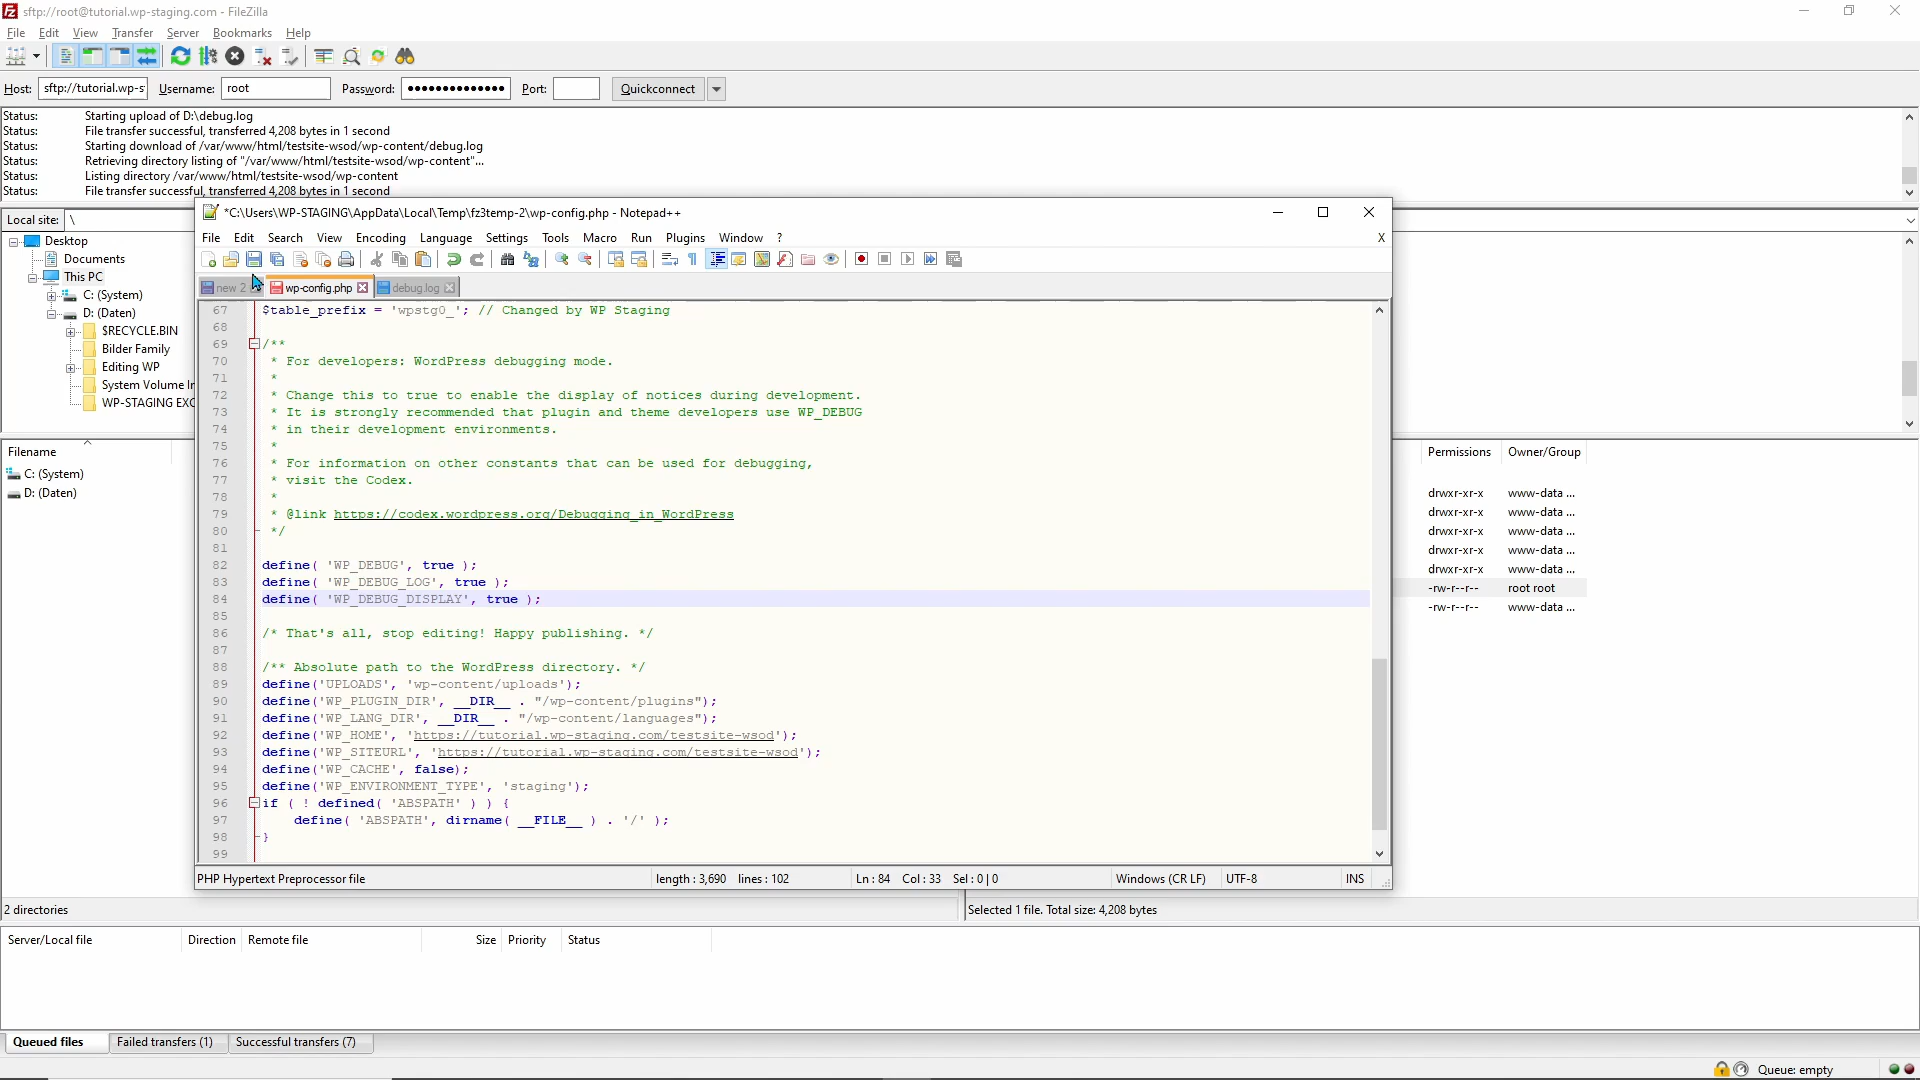 sftp://root@tutorial.wp-staging.com - FileZilla
File Edit View Transfer Server Bookmarks Help
Host: sftp://tutorial.wp-s Username: root Password: ●●●●●●●●●●●●●●● Port: Quickconnect
Status: Starting upload of D:\debug.log
Status: File transfer successful, transferred 4,208 bytes in 1 second
Status: Starting download of /var/www/html/testsite-wsod/wp-content/debug.log
Status: Retrieving directory listing of "/var/www/html/testsite-wsod/wp-content"...
Status: Listing directory /var/www/html/testsite-wsod/wp-content
Status: File transfer successful, transferred 4,208 bytes in 1 second
Local site: \
Desktop
Documents
This PC
C: (System)
D: (Daten)
$RECYCLE.BIN
Bilder Family
Editing WP
System Volume In
WP-STAGING EXC
Filename
C: (System)
D: (Daten)
*C:\Users\WP-STAGING\AppData\Local\Temp\fz3temp-2\wp-config.php - Notepad++
File Edit Search View Encoding Language Settings Tools Macro Run Plugins Window ? X
new 2 wp-config.php debug.log
67 $table_prefix = 'wpstg0_'; // Changed by WP Staging
68
69 /**
70 * For developers: WordPress debugging mode.
71 *
72 * Change this to true to enable the display of notices during development.
73 * It is strongly recommended that plugin and theme developers use WP_DEBUG
74 * in their development environments.
75 *
76 * For information on other constants that can be used for debugging,
77 * visit the Codex.
78 *
79 * @link https://codex.wordpress.org/Debugging_in_WordPress
80 */
81
82 define( 'WP_DEBUG', true );
83 define( 'WP_DEBUG_LOG', true );
84 define( 'WP_DEBUG_DISPLAY', true );
85
86 /* That's all, stop editing! Happy publishing. */
87
88 /** Absolute path to the WordPress directory. */
89 define('UPLOADS', 'wp-content/uploads');
90 define('WP_PLUGIN_DIR', __DIR__ . "/wp-content/plugins");
91 define('WP_LANG_DIR', __DIR__ . "/wp-content/languages");
92 define('WP_HOME', 'https://tutorial.wp-staging.com/testsite-wsod');
93 define('WP_SITEURL', 'https://tutorial.wp-staging.com/testsite-wsod');
94 define('WP_CACHE', false);
95 define('WP_ENVIRONMENT_TYPE', 'staging');
96 if ( ! defined( 'ABSPATH' ) ) {
97 define( 'ABSPATH', dirname( __FILE__ ) . '/' );
98 }
99
PHP Hypertext Preprocessor file length : 3,690 lines : 102 Ln : 84 Col : 33 Sel : 0 | 0 Windows (CR LF) UTF-8 INS
Permissions Owner/Group
drwxr-xr-x www-data ...
drwxr-xr-x www-data ...
drwxr-xr-x www-data ...
drwxr-xr-x www-data ...
drwxr-xr-x www-data ...
-rw-r--r-- root root
-rw-r--r-- www-data ...
2 directories
Selected 1 file. Total size: 4,208 bytes
Server/Local file Direction Remote file Size Priority Status
Queued files Failed transfers (1) Successful transfers (7)
Queue: empty